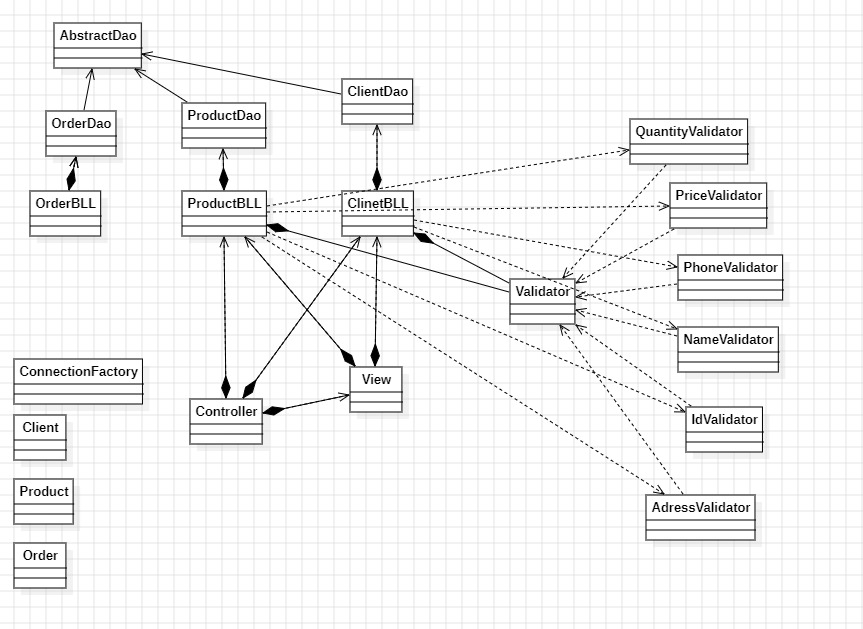 AbstractDao
ClientDao
ProductDao
OrderDao
QuantityValidator
PriceValidator
OrderBLL
ProductBLL
ClinetBLL
PhoneValidator
Validator
NameValidator
ConnectionFactory
View
Controller
IdValidator
Client
Product
AdressValidator
Order